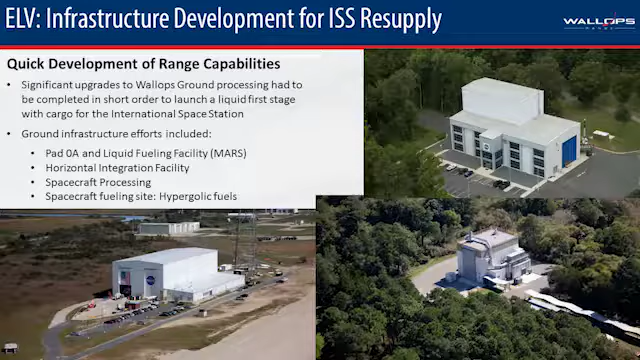 ELV: Infrastructure Development for ISS Resupply
WALLOPS
RANGE
Quick Development of Range Capabilities
• Significant upgrades to Wallops Ground processing had to
be completed in short order to launch a liquid first stage
with cargo for the International Space Station
• Ground infrastructure efforts included:
• Pad 0A and Liquid Fueling Facility (MARS)
• Horizontal Integration Facility
• Spacecraft Processing
• Spacecraft fueling site: Hypergolic fuels